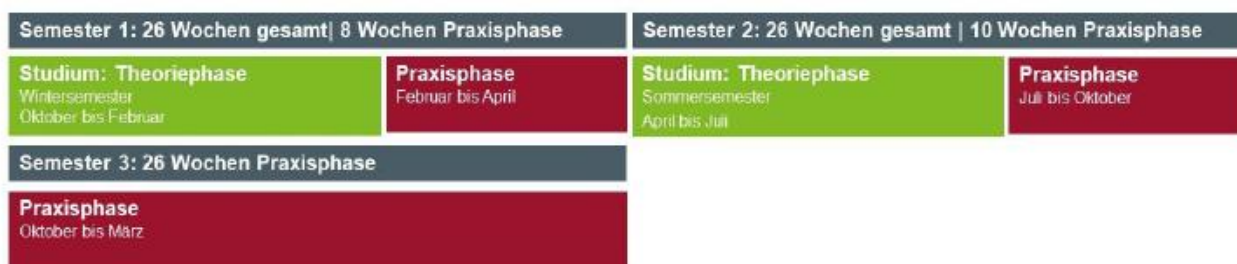 Semester 1: 26 Wochen gesamt| 8 Wochen Praxisphase
Studium: Theoriephase
Wintersemester
Oktober bis Februar
Praxisphase
Februar bis April
Semester 2: 26 Wochen gesamt | 10 Wochen Praxisphase
Studium: Theoriephase
Sommersemester
April bis Juli
Praxisphase
Juli bis Oktober
Semester 3: 26 Wochen Praxisphase
Praxisphase
Oktober bis März